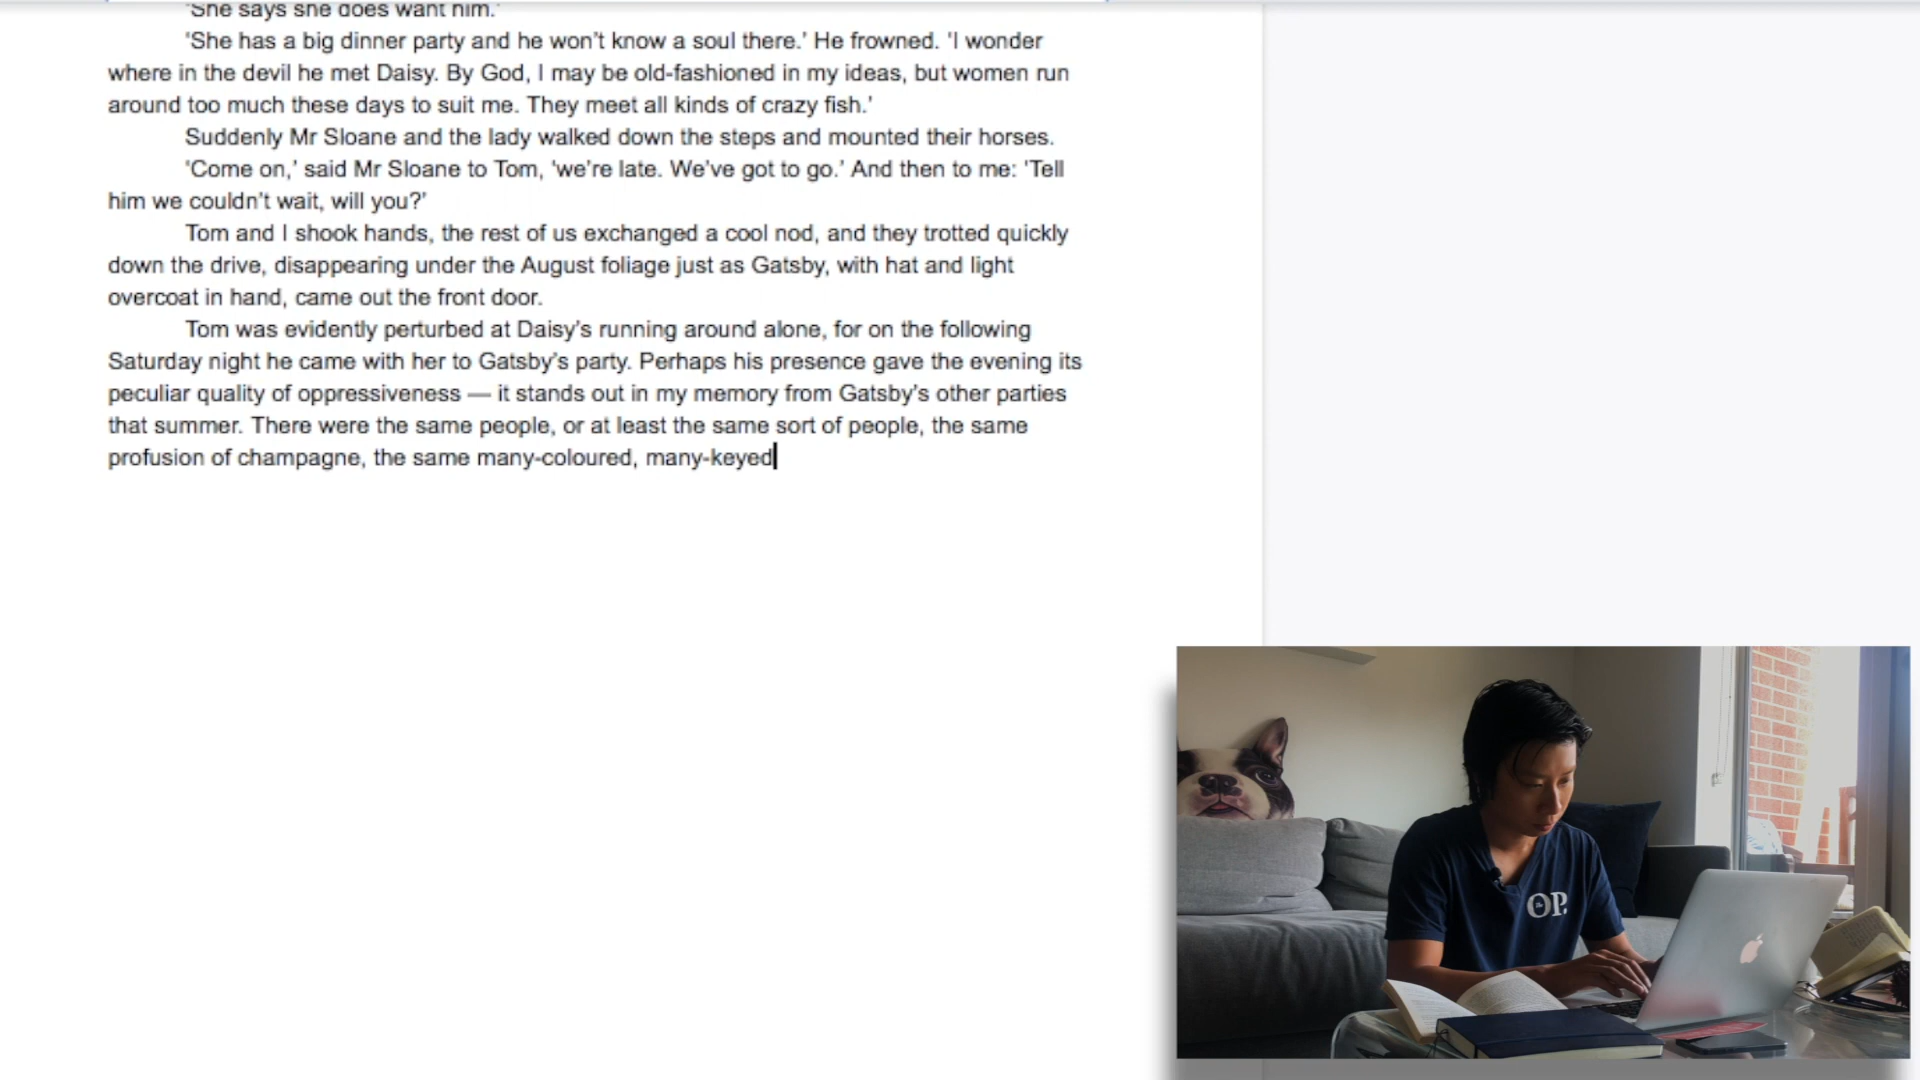 'She says she does want him.'
'She has a big dinner party and he won't know a soul there.' He frowned. 'I wonder
where in the devil he met Daisy. By God, I may be old-fashioned in my ideas, but women run
around too much these days to suit me. They meet all kinds of crazy fish.'
Suddenly Mr Sloane and the lady walked down the steps and mounted their horses.
'Come on,' said Mr Sloane to Tom, 'we're late. We've got to go.' And then to me: 'Tell
him we couldn't wait, will you?'
Tom and I shook hands, the rest of us exchanged a cool nod, and they trotted quickly
down the drive, disappearing under the August foliage just as Gatsby, with hat and light
overcoat in hand, came out the front door.
Tom was evidently perturbed at Daisy's running around alone, for on the following
Saturday night he came with her to Gatsby's party. Perhaps his presence gave the evening its
peculiar quality of oppressiveness — it stands out in my memory from Gatsby's other parties
that summer. There were the same people, or at least the same sort of people, the same
profusion of champagne, the same many-coloured, many-keyed
OP.